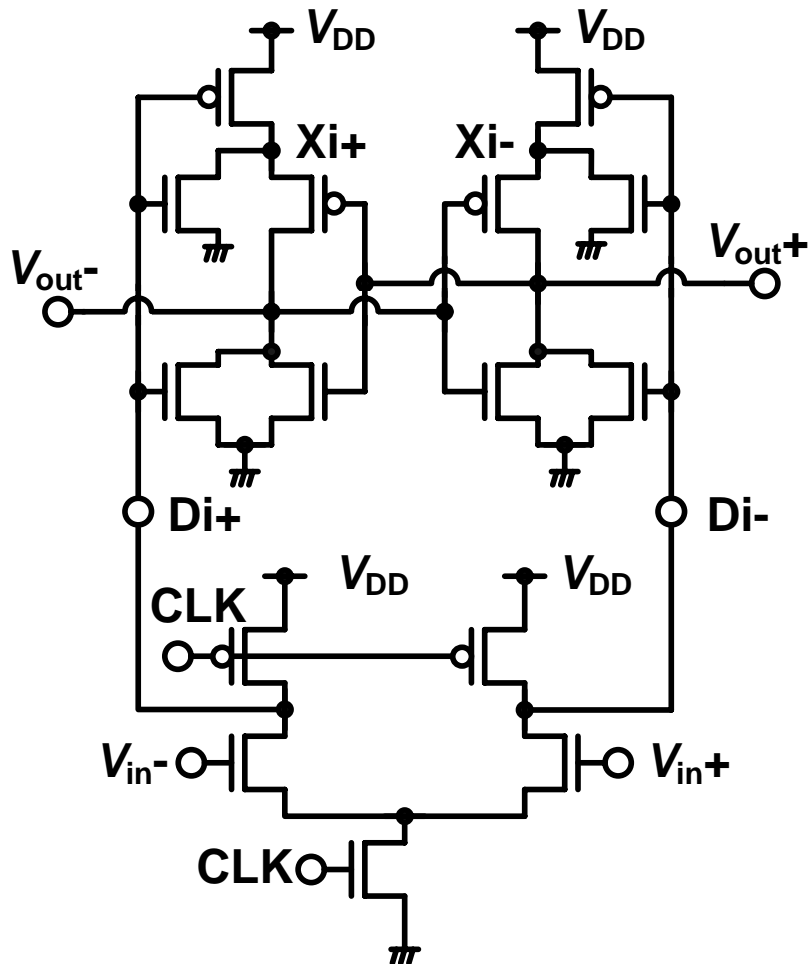 VDD VDD
Xi+ Xi-
Vout- Vout+
Di+ Di-
VDD VDD
CLK
Vin- Vin+
CLK